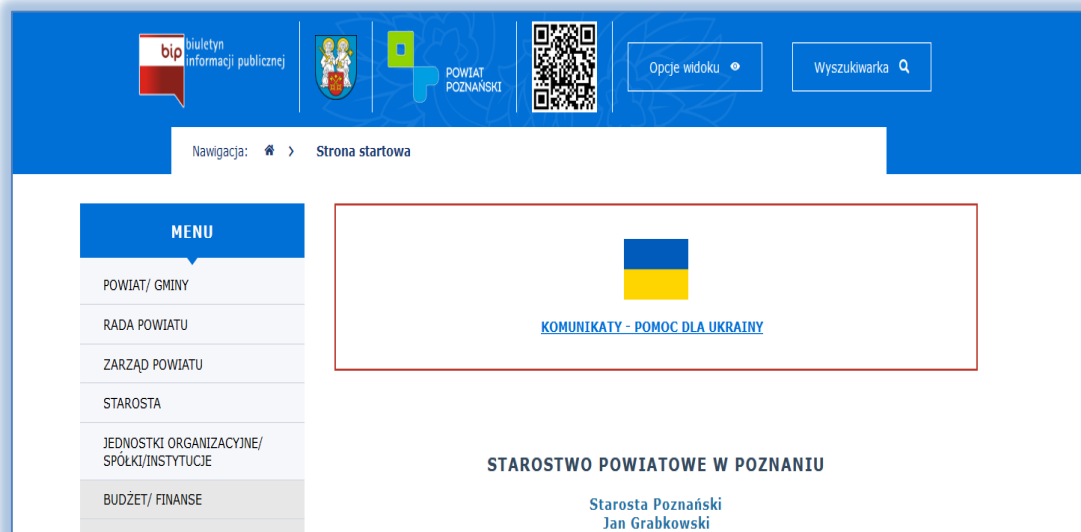 bip
biuletyn
informacji publicznej
POWIAT
POZNAŃSKI
Opcje widoku
Wyszukiwarka
Nawigacja: > Strona startowa
MENU
POWIAT/ GMINY
RADA POWIATU
ZARZĄD POWIATU
STAROSTA
JEDNOSTKI ORGANIZACYJNE/
SPÓŁKI/INSTYTUCJE
BUDŻET/ FINANSE
KOMUNIKATY - POMOC DLA UKRAINY
STAROSTWO POWIATOWE W POZNANIU
Starosta Poznański
Jan Grabkowski